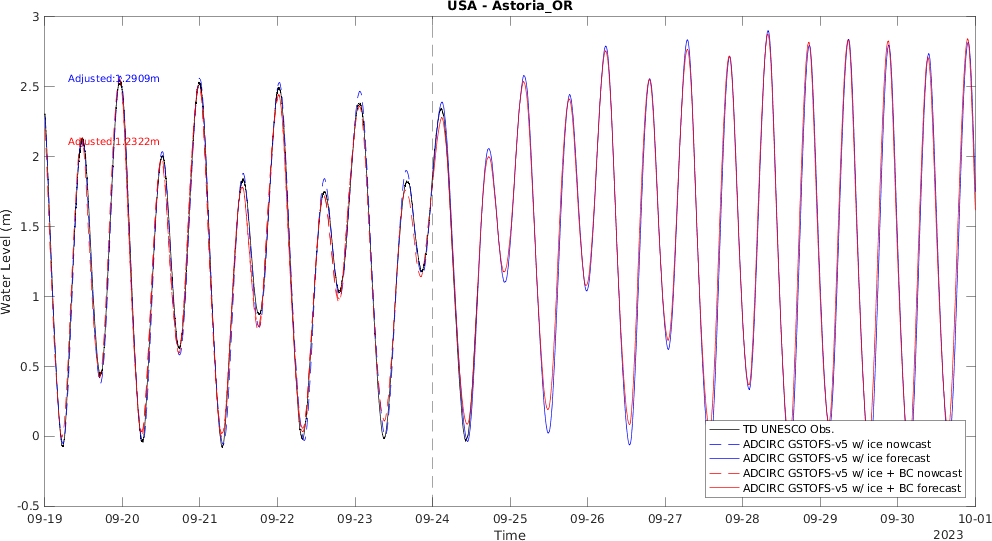 USA - Astoria_OR
3
2.5
2
1.5
1
0.5
0
-0.5
Water Level (m)
Adjusted:1.2909m
Adjusted:1.2322m
TD UNESCO Obs.
ADCIRC GSTOFS-v5 w/ ice nowcast
ADCIRC GSTOFS-v5 w/ ice forecast
ADCIRC GSTOFS-v5 w/ ice + BC nowcast
ADCIRC GSTOFS-v5 w/ ice + BC forecast
09-19 09-20 09-21 09-22 09-23 09-24 09-25 09-26 09-27 09-28 09-29 09-30 10-01
Time
2023